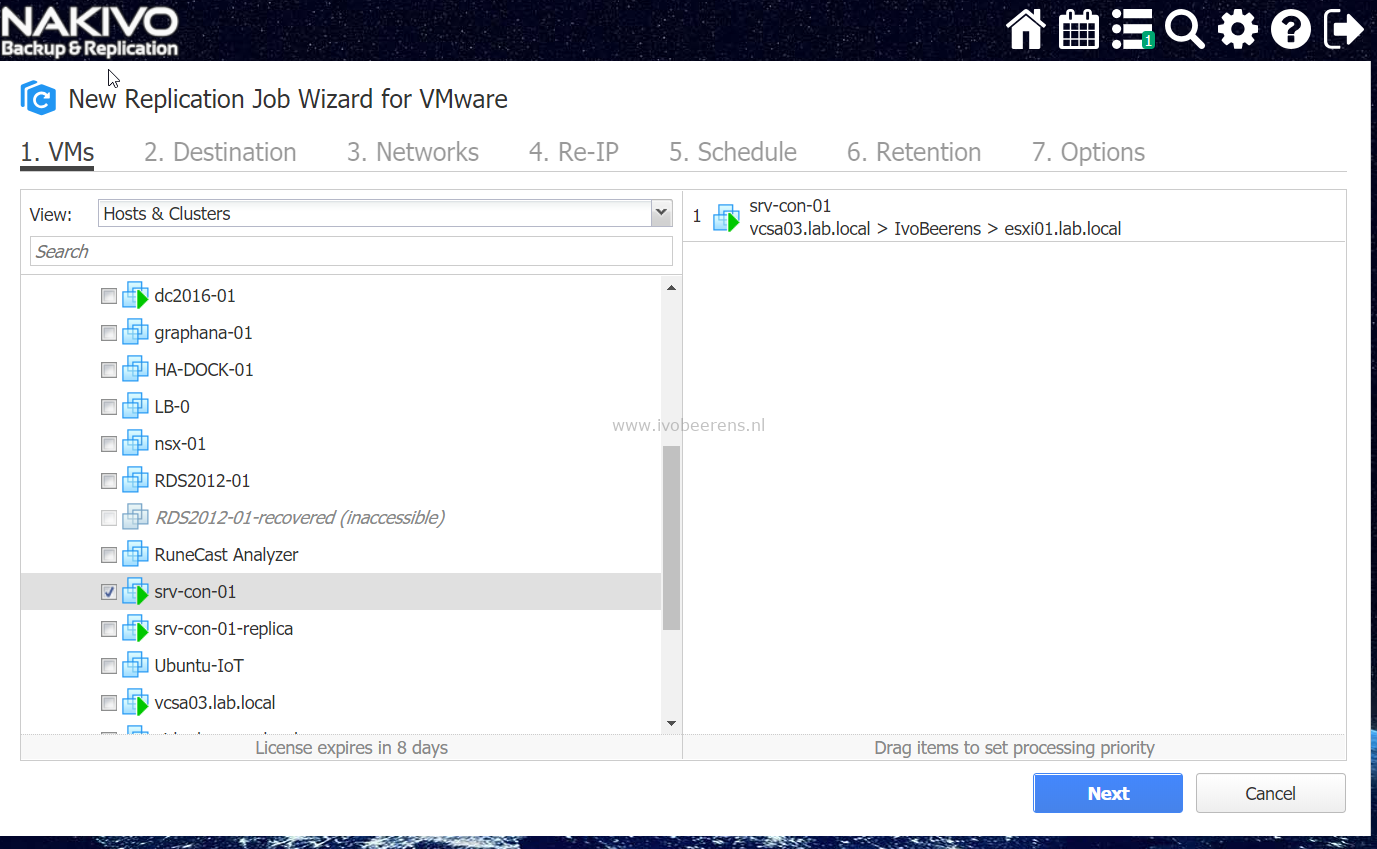 NAKIVO
Backup & Replication
1
New Replication Job Wizard for VMware
1. VMs 2. Destination 3. Networks 4. Re-IP 5. Schedule 6. Retention 7. Options
View: Hosts & Clusters
Search
dc2016-01
graphana-01
HA-DOCK-01
LB-0
nsx-01
RDS2012-01
RDS2012-01-recovered (inaccessible)
RuneCast Analyzer
srv-con-01
srv-con-01-replica
Ubuntu-IoT
vcsa03.lab.local
License expires in 8 days
1 srv-con-01
vcsa03.lab.local > IvoBeerens > esxi01.lab.local
www.ivobeerens.nl
Drag items to set processing priority
Next Cancel